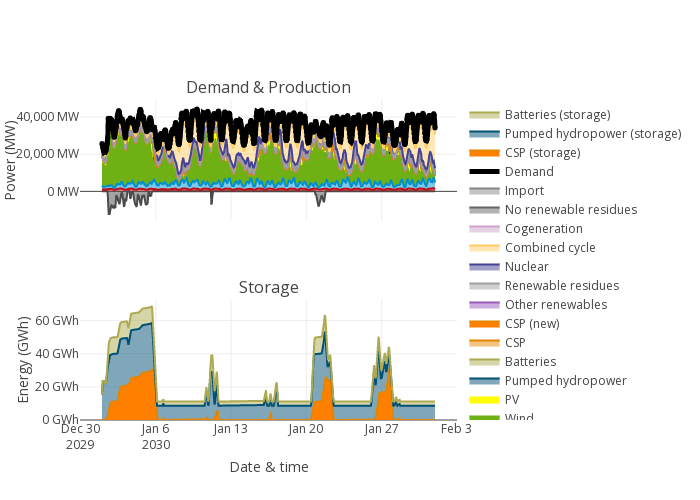 Demand & Production
Power (MW)
40,000 MW
20,000 MW
0 MW
Storage
Energy (GWh)
60 GWh
40 GWh
20 GWh
0 GWh
Dec 30
2029
Jan 6
2030
Jan 13
Jan 20
Jan 27
Feb 3
Date & time
Batteries (storage)
Pumped hydropower (storage)
CSP (storage)
Demand
Import
No renewable residues
Cogeneration
Combined cycle
Nuclear
Renewable residues
Other renewables
CSP (new)
CSP
Batteries
Pumped hydropower
PV
Wind